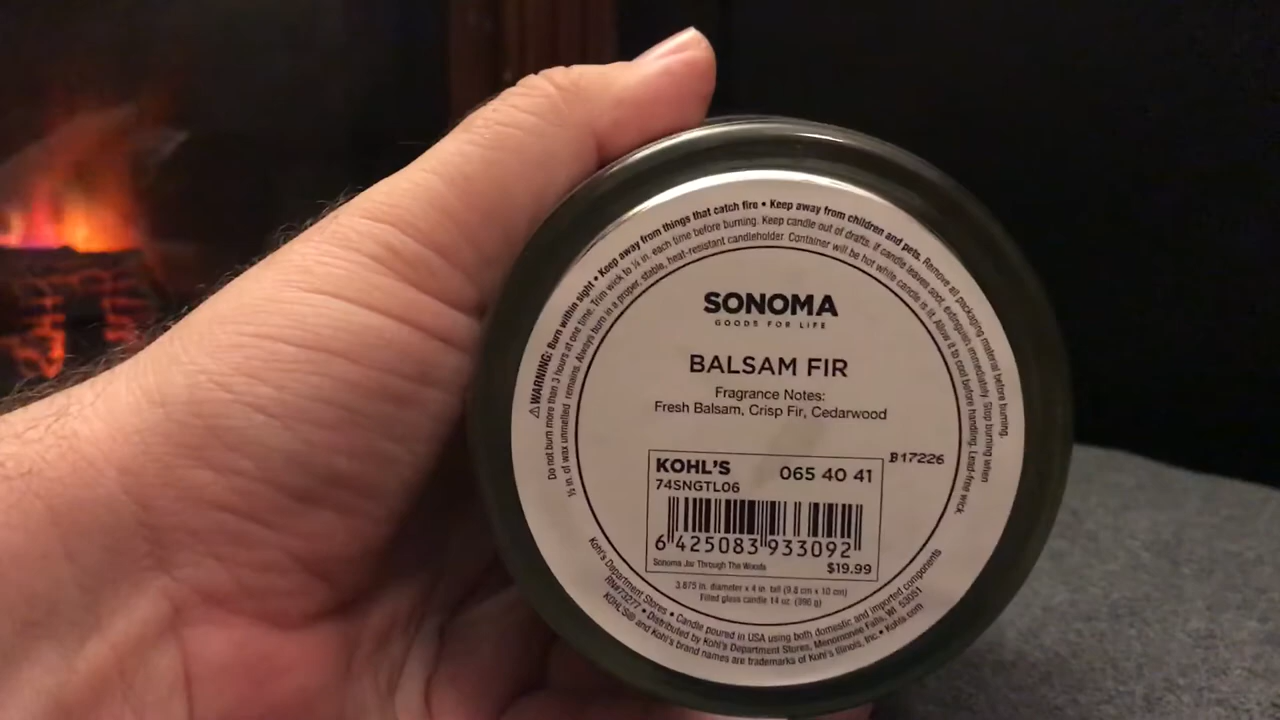 ⚠WARNING: Burn within sight • Keep away from things that catch fire • Keep away from children and pets. Remove all packaging material before burning.
Do not burn more than 3 hours at one time. Trim wick to ¼ in. each time before burning. Keep candle out of drafts. If candle leaves soot, extinguish immediately. Stop burning when
½ in. of wax unmelted remains. Always burn in a proper, stable, heat-resistant candleholder. Container will be hot while candle is lit. Allow it to cool before handling. Lead-free wick.
SONOMA
GOODS FOR LIFE
BALSAM FIR
Fragrance Notes:
Fresh Balsam, Crisp Fir, Cedarwood
B17226
KOHL'S 065 40 41
74SNGTL06
6 425083 933092
Sonoma Jar Through The Woods $19.99
3.875 in. diameter x 4 in. tall (9.8 cm x 10 cm)
Filled glass candle 14 oz. (396 g)
Kohl's Department Stores • Candle poured in USA using both domestic and imported components
RN#73277 • Distributed by Kohl's Department Stores, Menomonee Falls, WI 53051
KOHL'S® and Kohl's brand names are trademarks of Kohl's Illinois, Inc. • Kohls.com